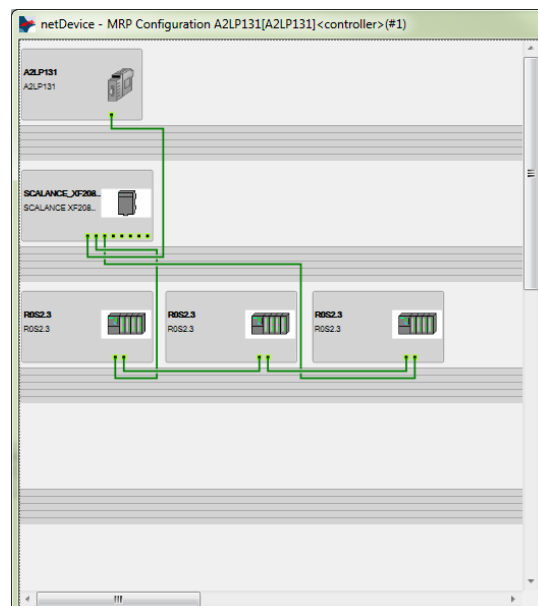 netDevice - MRP Configuration A2LP131[A2LP131]<controller>(#1)
A2LP131
A2LP131
SCALANCE_XF208...
SCALANCE XF208...
R0S2.3
R0S2.3
R0S2.3
R0S2.3
R0S2.3
R0S2.3